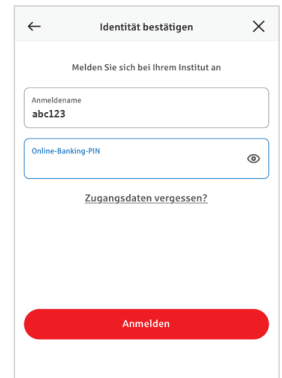 Identität bestätigen
Melden Sie sich bei Ihrem Institut an
Anmeldename
abc123
Online-Banking-PIN
Zugangsdaten vergessen?
Anmelden